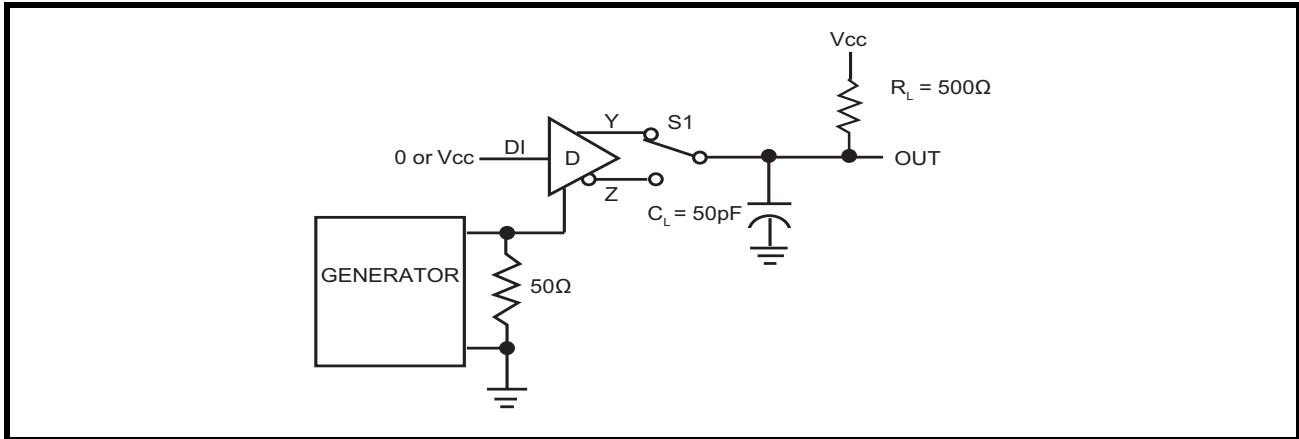 Vcc
R_L = 500Ω
Y
S1
0 or Vcc
DI
D
OUT
Z
C_L = 50pF
GENERATOR
50Ω